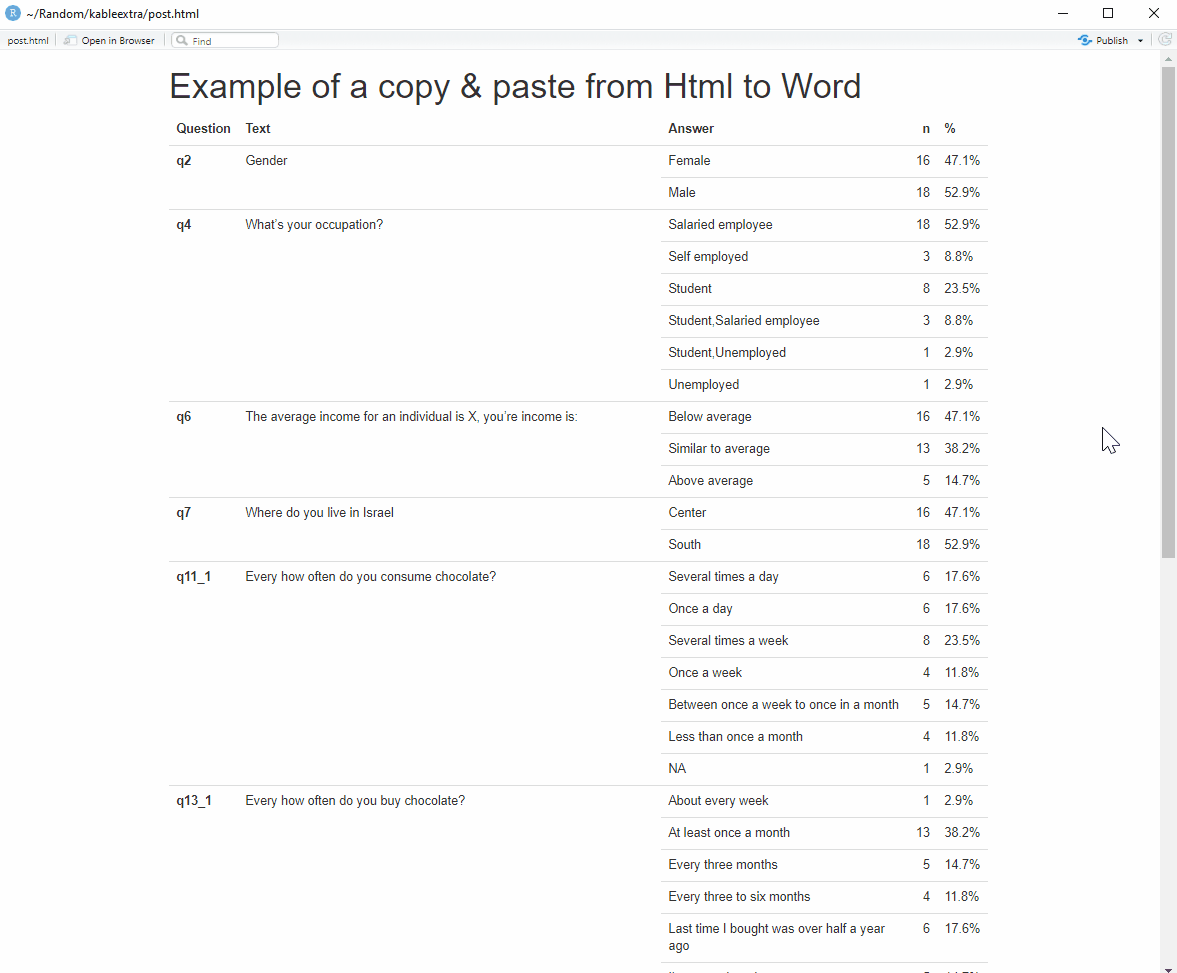 R ~/Random/kableextra/post.html
post.html Open in Browser Find Publish
Example of a copy & paste from Html to Word
Question Text Answer n %
q2 Gender Female 16 47.1%
Male 18 52.9%
q4 What's your occupation? Salaried employee 18 52.9%
Self employed 3 8.8%
Student 8 23.5%
Student,Salaried employee 3 8.8%
Student,Unemployed 1 2.9%
Unemployed 1 2.9%
q6 The average income for an individual is X, you're income is: Below average 16 47.1%
Similar to average 13 38.2%
Above average 5 14.7%
q7 Where do you live in Israel Center 16 47.1%
South 18 52.9%
q11_1 Every how often do you consume chocolate? Several times a day 6 17.6%
Once a day 6 17.6%
Several times a week 8 23.5%
Once a week 4 11.8%
Between once a week to once in a month 5 14.7%
Less than once a month 4 11.8%
NA 1 2.9%
q13_1 Every how often do you buy chocolate? About every week 1 2.9%
At least once a month 13 38.2%
Every three months 5 14.7%
Every three to six months 4 11.8%
Last time I bought was over half a year 6 17.6%
ago